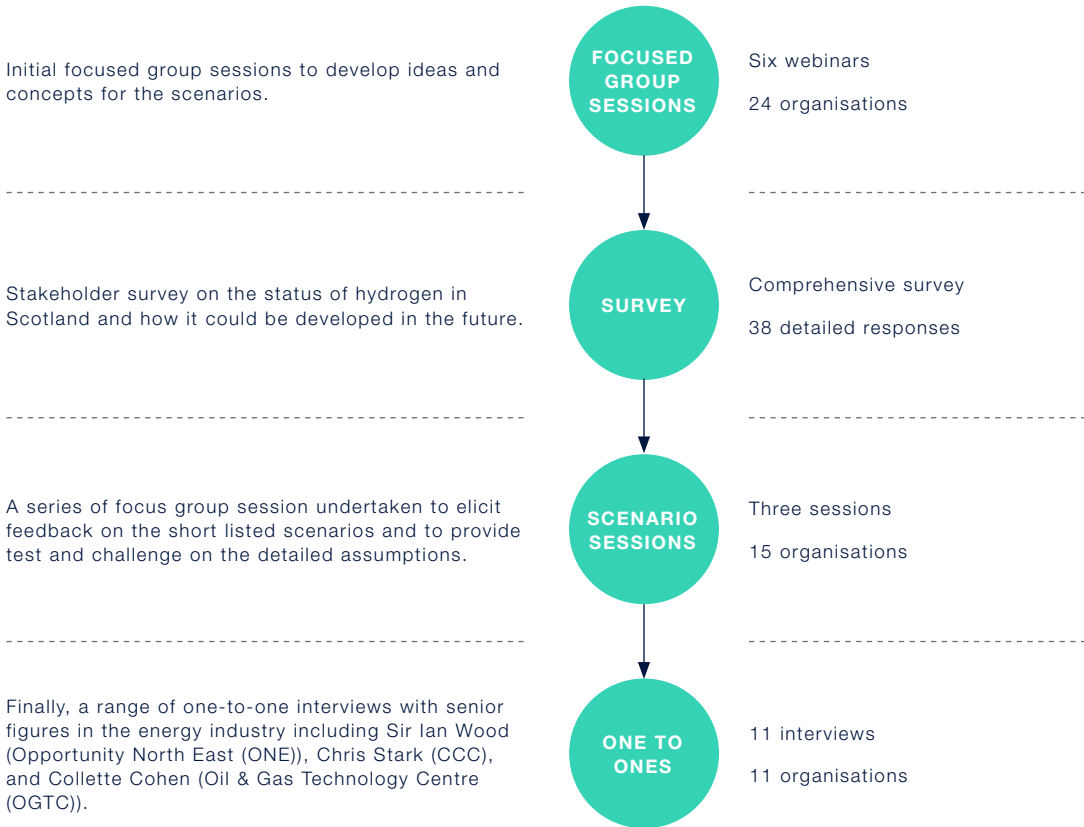 Initial focused group sessions to develop ideas and
concepts for the scenarios.
FOCUSED
GROUP
SESSIONS
Six webinars
24 organisations
Stakeholder survey on the status of hydrogen in
Scotland and how it could be developed in the future.
SURVEY
Comprehensive survey
38 detailed responses
A series of focus group session undertaken to elicit
feedback on the short listed scenarios and to provide
test and challenge on the detailed assumptions.
SCENARIO
SESSIONS
Three sessions
15 organisations
Finally, a range of one-to-one interviews with senior
figures in the energy industry including Sir Ian Wood
(Opportunity North East (ONE)), Chris Stark (CCC),
and Collette Cohen (Oil & Gas Technology Centre
(OGTC)).
ONE TO
ONES
11 interviews
11 organisations